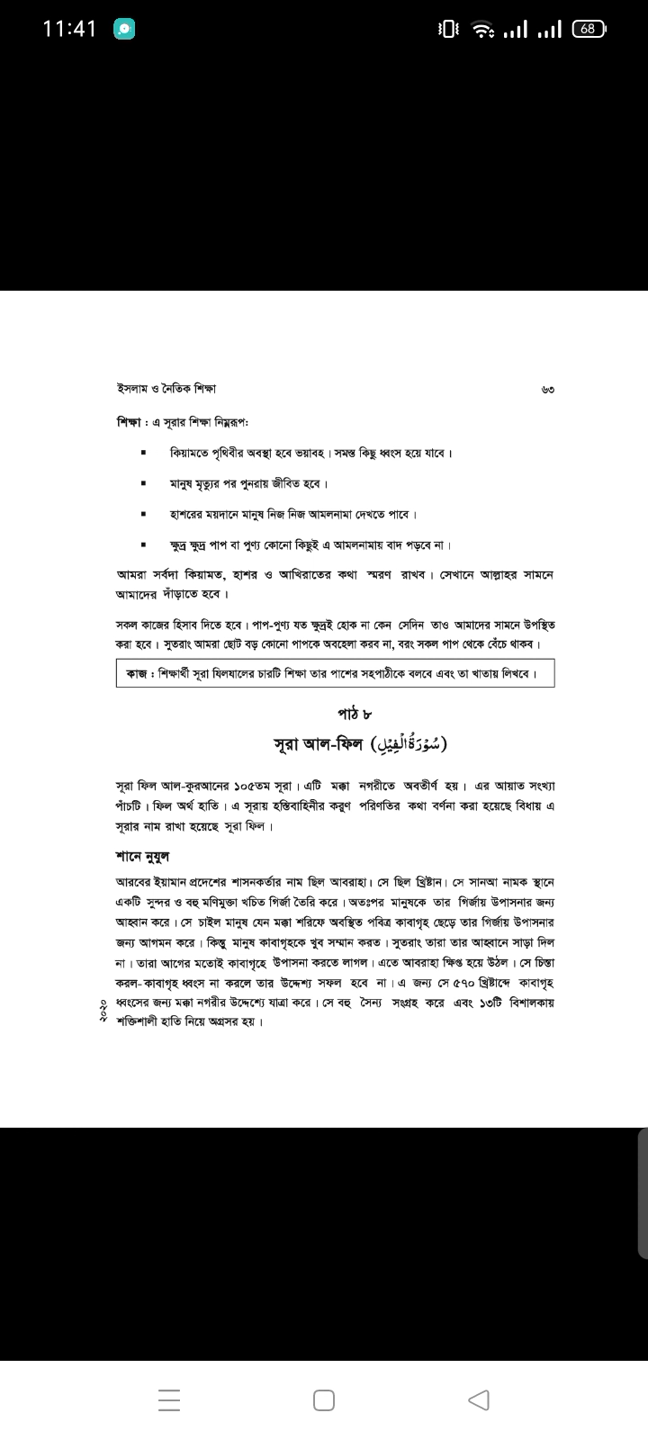 11:41
68
ইসলাম ও নৈতিক শিক্ষা
৬৩
শিক্ষা : এ সূরার শিক্ষা নিম্নরূপ:
▪ কিয়ামতে পৃথিবীর অবস্থা হবে ভয়াবহ। সমস্ত কিছু ধ্বংস হয়ে যাবে।
▪ মানুষ মৃত্যুর পর পুনরায় জীবিত হবে।
▪ হাশরের ময়দানে মানুষ নিজ নিজ আমলনামা দেখতে পাবে।
▪ ক্ষুদ্র ক্ষুদ্র পাপ বা পুণ্য কোনো কিছুই এ আমলনামায় বাদ পড়বে না।
আমরা সর্বদা কিয়ামত, হাশর ও আখিরাতের কথা স্মরণ রাখব। সেখানে আল্লাহর সামনে
আমাদের দাঁড়াতে হবে।
সকল কাজের হিসাব দিতে হবে। পাপ-পুণ্য যত ক্ষুদ্রই হোক না কেন সেদিন তাও আমাদের সামনে উপস্থিত
করা হবে। সুতরাং আমরা ছোট বড় কোনো পাপকে অবহেলা করব না, বরং সকল পাপ থেকে বেঁচে থাকব।
কাজ : শিক্ষার্থী সূরা যিলযালের চারটি শিক্ষা তার পাশের সহপাঠীকে বলবে এবং তা খাতায় লিখবে।
পাঠ ৮
সূরা আল-ফিল (سُوْرَةُ الْفِيْلِ)
সূরা ফিল আল-কুরআনের ১০৫তম সূরা। এটি মক্কা নগরীতে অবতীর্ণ হয়। এর আয়াত সংখ্যা
পাঁচটি। ফিল অর্থ হাতি। এ সূরায় হস্তিবাহিনীর করুণ পরিণতির কথা বর্ণনা করা হয়েছে বিধায় এ
সূরার নাম রাখা হয়েছে সূরা ফিল।
শানে নুযুল
আরবের ইয়ামান প্রদেশের শাসনকর্তার নাম ছিল আবরাহা। সে ছিল খ্রিষ্টান। সে সানআ নামক স্থানে
একটি সুন্দর ও বহু মণিমুক্তা খচিত গির্জা তৈরি করে। অতঃপর মানুষকে তার গির্জায় উপাসনার জন্য
আহ্বান করে। সে চাইল মানুষ যেন মক্কা শরিফে অবস্থিত পবিত্র কাবাগৃহ ছেড়ে তার গির্জায় উপাসনার
জন্য আগমন করে। কিন্তু মানুষ কাবাগৃহকে খুব সম্মান করত। সুতরাং তারা তার আহ্বানে সাড়া দিল
না। তারা আগের মতোই কাবাগৃহে উপাসনা করতে লাগল। এতে আবরাহা ক্ষিপ্ত হয়ে উঠল। সে চিন্তা
করল-কাবাগৃহ ধ্বংস না করলে তার উদ্দেশ্য সফল হবে না। এ জন্য সে ৫৭০ খ্রিষ্টাব্দে কাবাগৃহ
ধ্বংসের জন্য মক্কা নগরীর উদ্দেশ্যে যাত্রা করে। সে বহু সৈন্য সংগ্রহ করে এবং ১৩টি বিশালকায়
শক্তিশালী হাতি নিয়ে অগ্রসর হয়।
২০২০